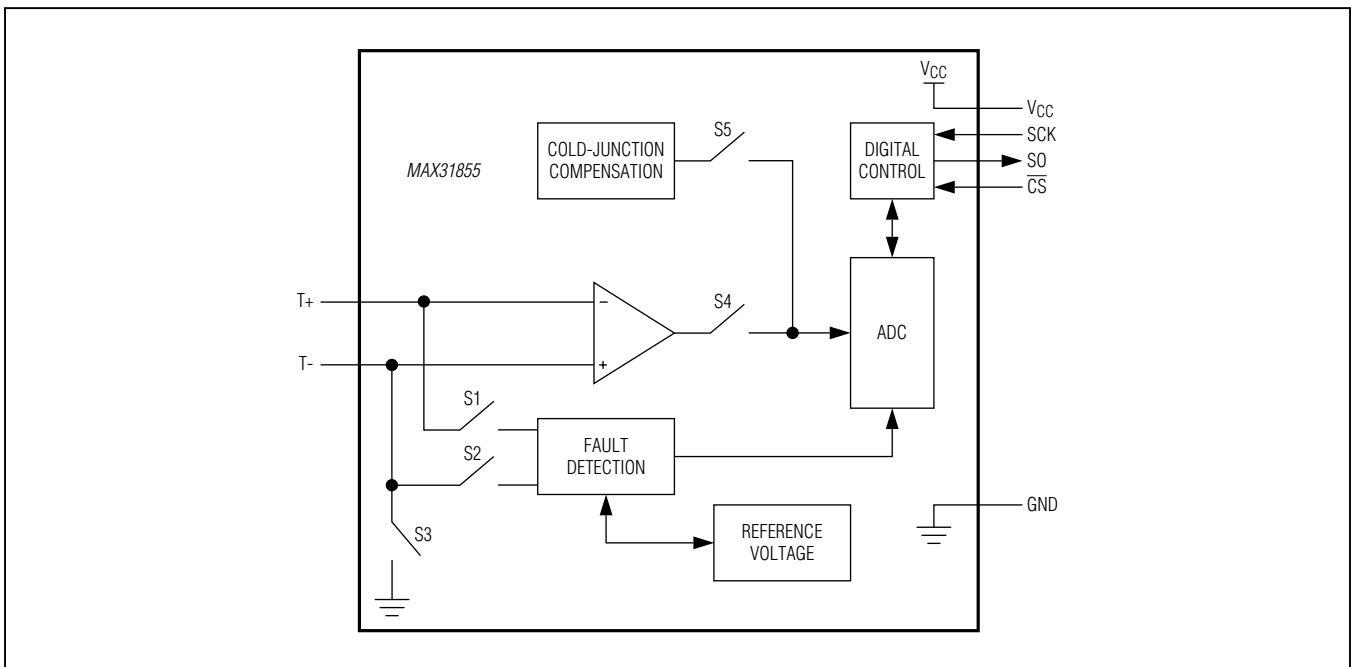 VCC
VCC
SCK
SO
CS
S5
COLD-JUNCTION
COMPENSATION
DIGITAL
CONTROL
MAX31855
T+
S4
−
ADC
T-
+
S1
FAULT
DETECTION
S2
GND
S3
REFERENCE
VOLTAGE